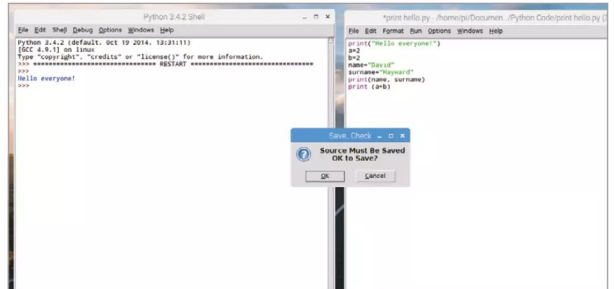 Python 3.4.2 Shell
File Edit Shell Debug Options Windows Help
Python 3.4.2 (default, Oct 19 2014, 13:31:11)
[GCC 4.9.1] on linux
Type "copyright", "credits" or "license()" for more information.
>>> ================================ RESTART ================================
>>>
Hello everyone!
>>>
*print hello.py - /home/pi/Documen.../Python Code/print hello.py (3
File Edit Format Run Options Windows Help
print("Hello everyone!")
a=2
b=2
name="David"
surname="Hayward"
print(name, surname)
print (a+b)
Save, Check
Source Must Be Saved
OK to Save?
OK
Cancel